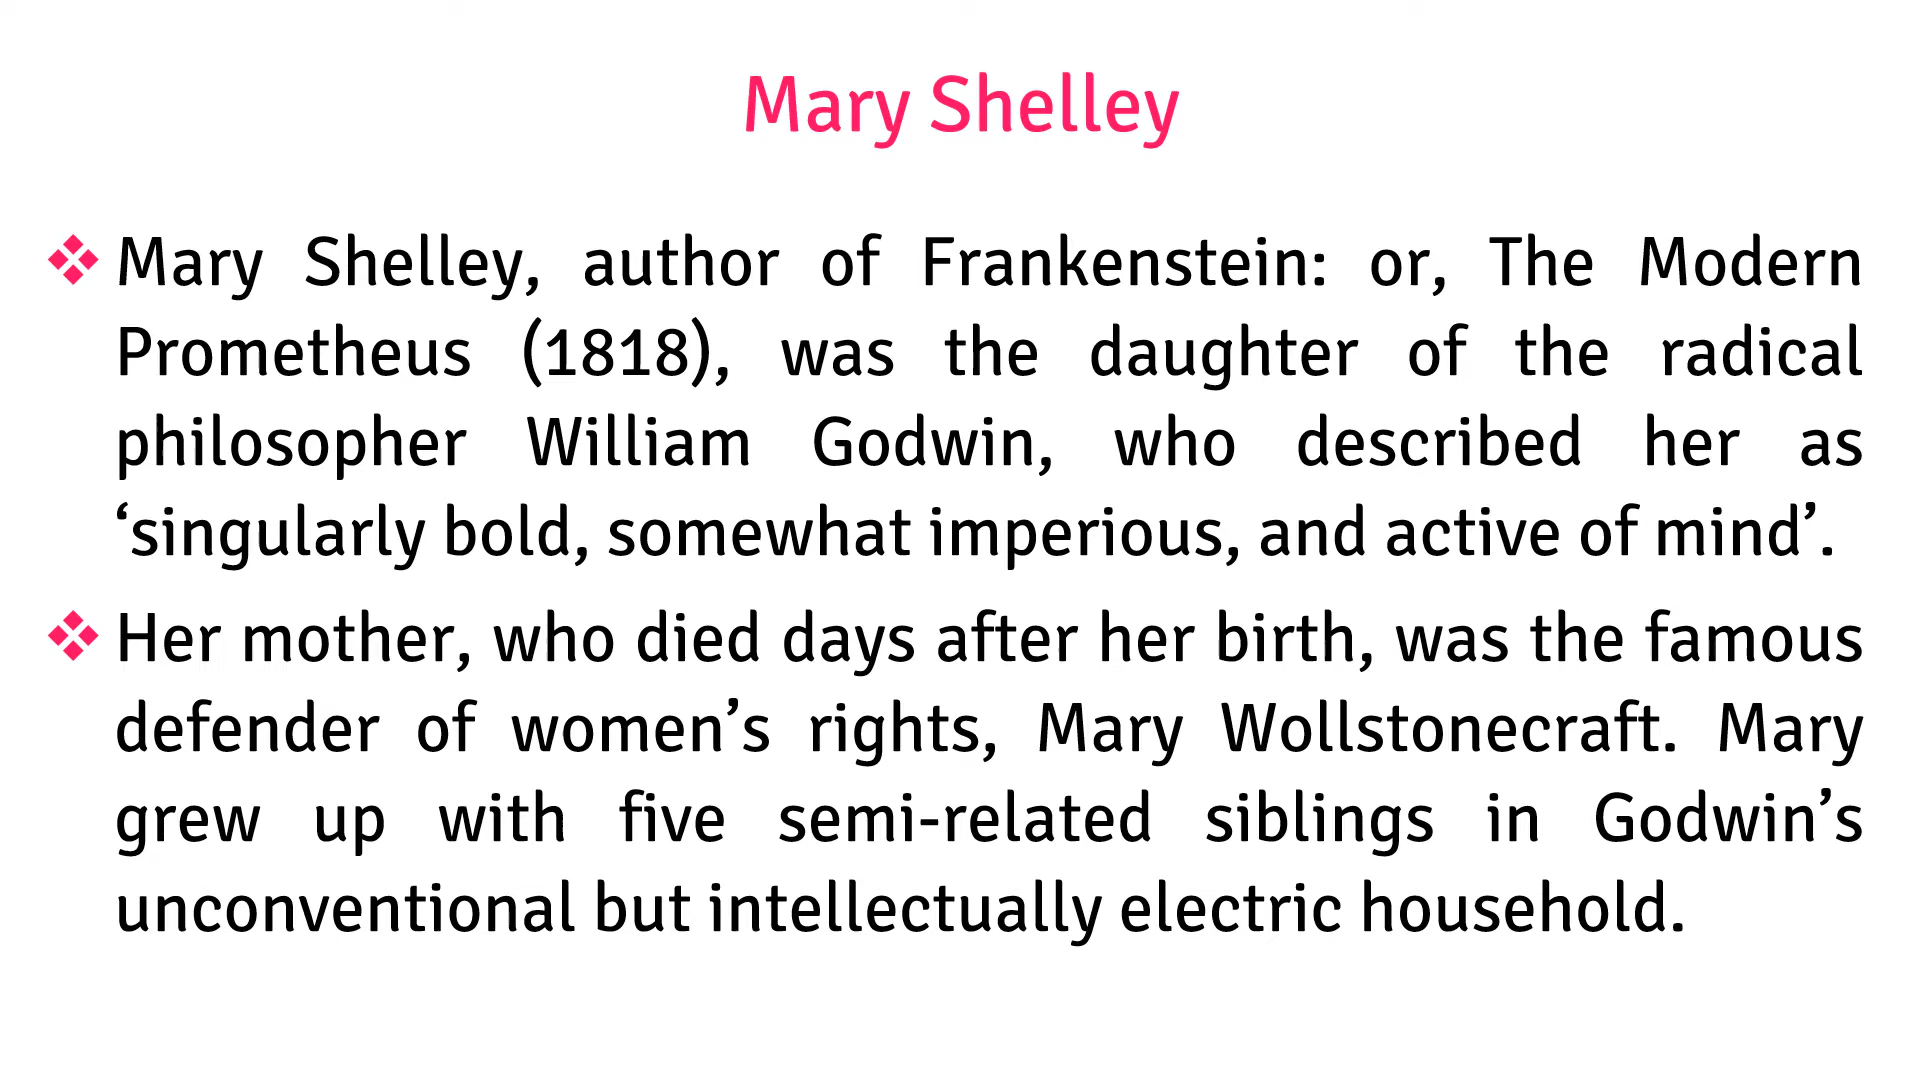 Mary Shelley
❖ Mary Shelley, author of Frankenstein: or, The Modern
Prometheus (1818), was the daughter of the radical
philosopher William Godwin, who described her as
‘singularly bold, somewhat imperious, and active of mind’.
❖ Her mother, who died days after her birth, was the famous
defender of women’s rights, Mary Wollstonecraft. Mary
grew up with five semi-related siblings in Godwin’s
unconventional but intellectually electric household.